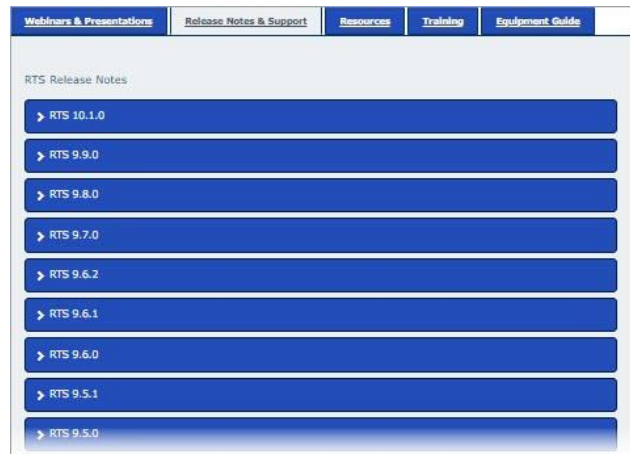 Webinars & Presentations Release Notes & Support Resources Training Equipment Guide
RTS Release Notes
RTS 10.1.0
RTS 9.9.0
RTS 9.8.0
RTS 9.7.0
RTS 9.6.2
RTS 9.6.1
RTS 9.6.0
RTS 9.5.1
RTS 9.5.0